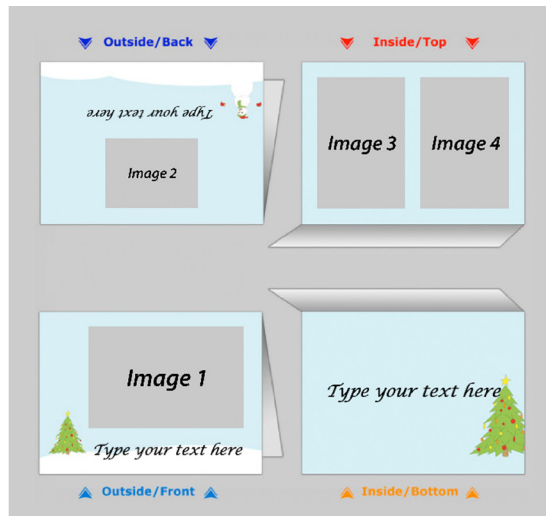 Outside/Back
Inside/Top
Type your text here
Image 2
Image 3
Image 4
Image 1
Type your text here
Type your text here
Outside/Front
Inside/Bottom